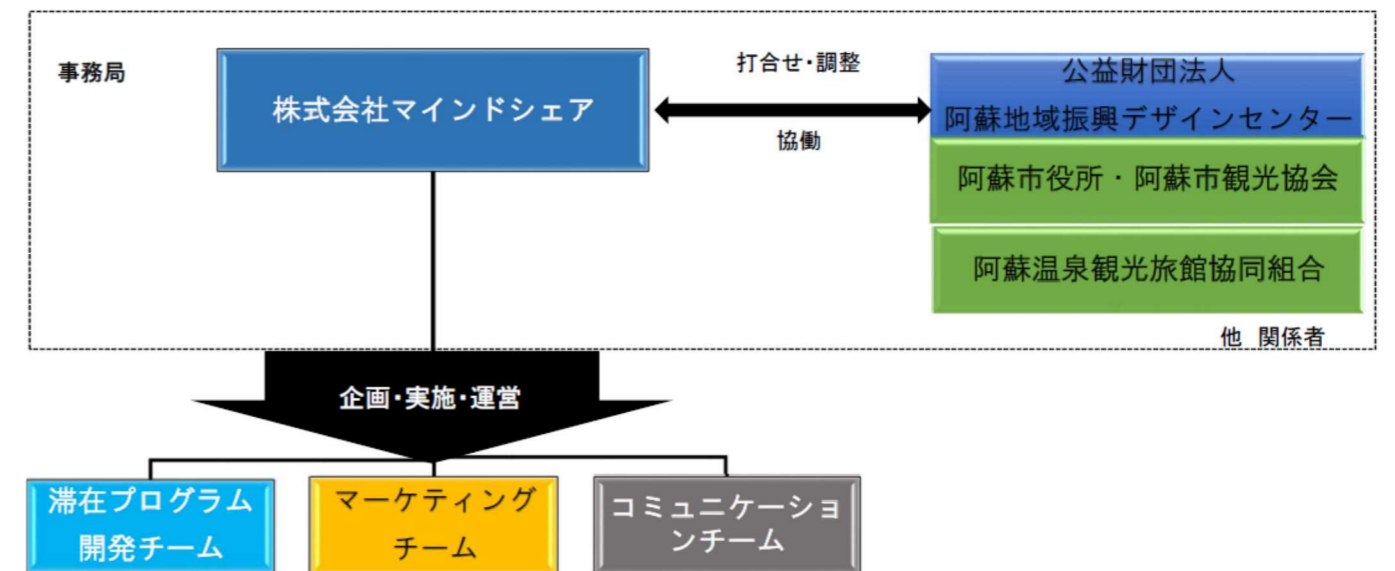 事務局
株式会社マインドシェア
打合せ・調整
協働
公益財団法人
阿蘇地域振興デザインセンター
阿蘇市役所・阿蘇市観光協会
阿蘇温泉観光旅館協同組合
他 関係者
企画・実施・運営
滞在プログラム
開発チーム
マーケティング
チーム
コミュニケーショ
ンチーム